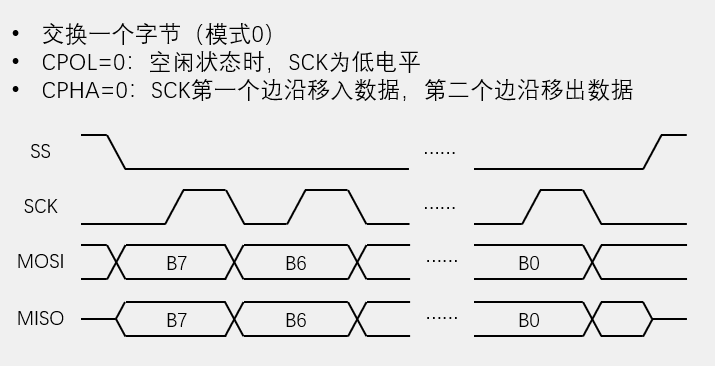 • 交换一个字节（模式0）
• CPOL=0：空闲状态时，SCK为低电平
• CPHA=0：SCK第一个边沿移入数据，第二个边沿移出数据
SS ……
SCK ……
MOSI B7 B6 …… B0
MISO B7 B6 …… B0